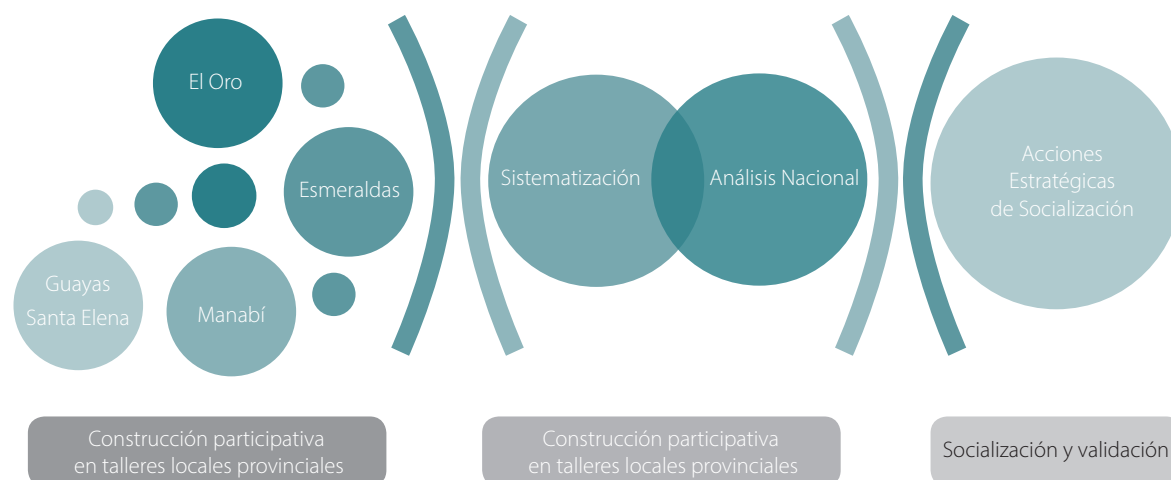 El Oro
Esmeraldas
Guayas
Santa Elena
Manabí
Sistematización
Análisis Nacional
Acciones
Estratégicas
de Socialización
Construcción participativa
en talleres locales provinciales
Construcción participativa
en talleres locales provinciales
Socialización y validación